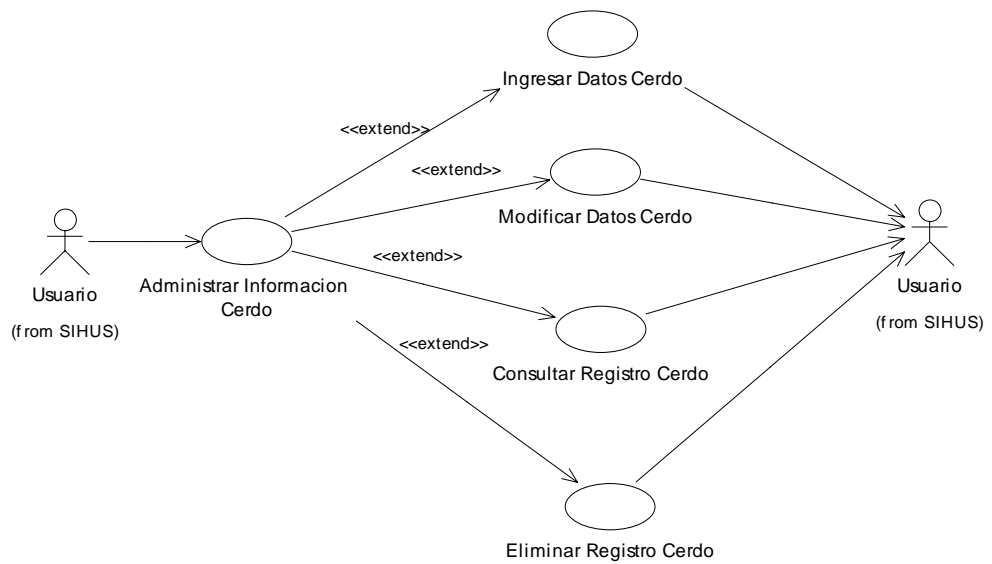 Ingresar Datos Cerdo
<<extend>>
<<extend>>
Modificar Datos Cerdo
<<extend>>
Administrar Informacion
Cerdo
Usuario
(from SIHUS)
Usuario
(from SIHUS)
<<extend>>
Consultar Registro Cerdo
Eliminar Registro Cerdo